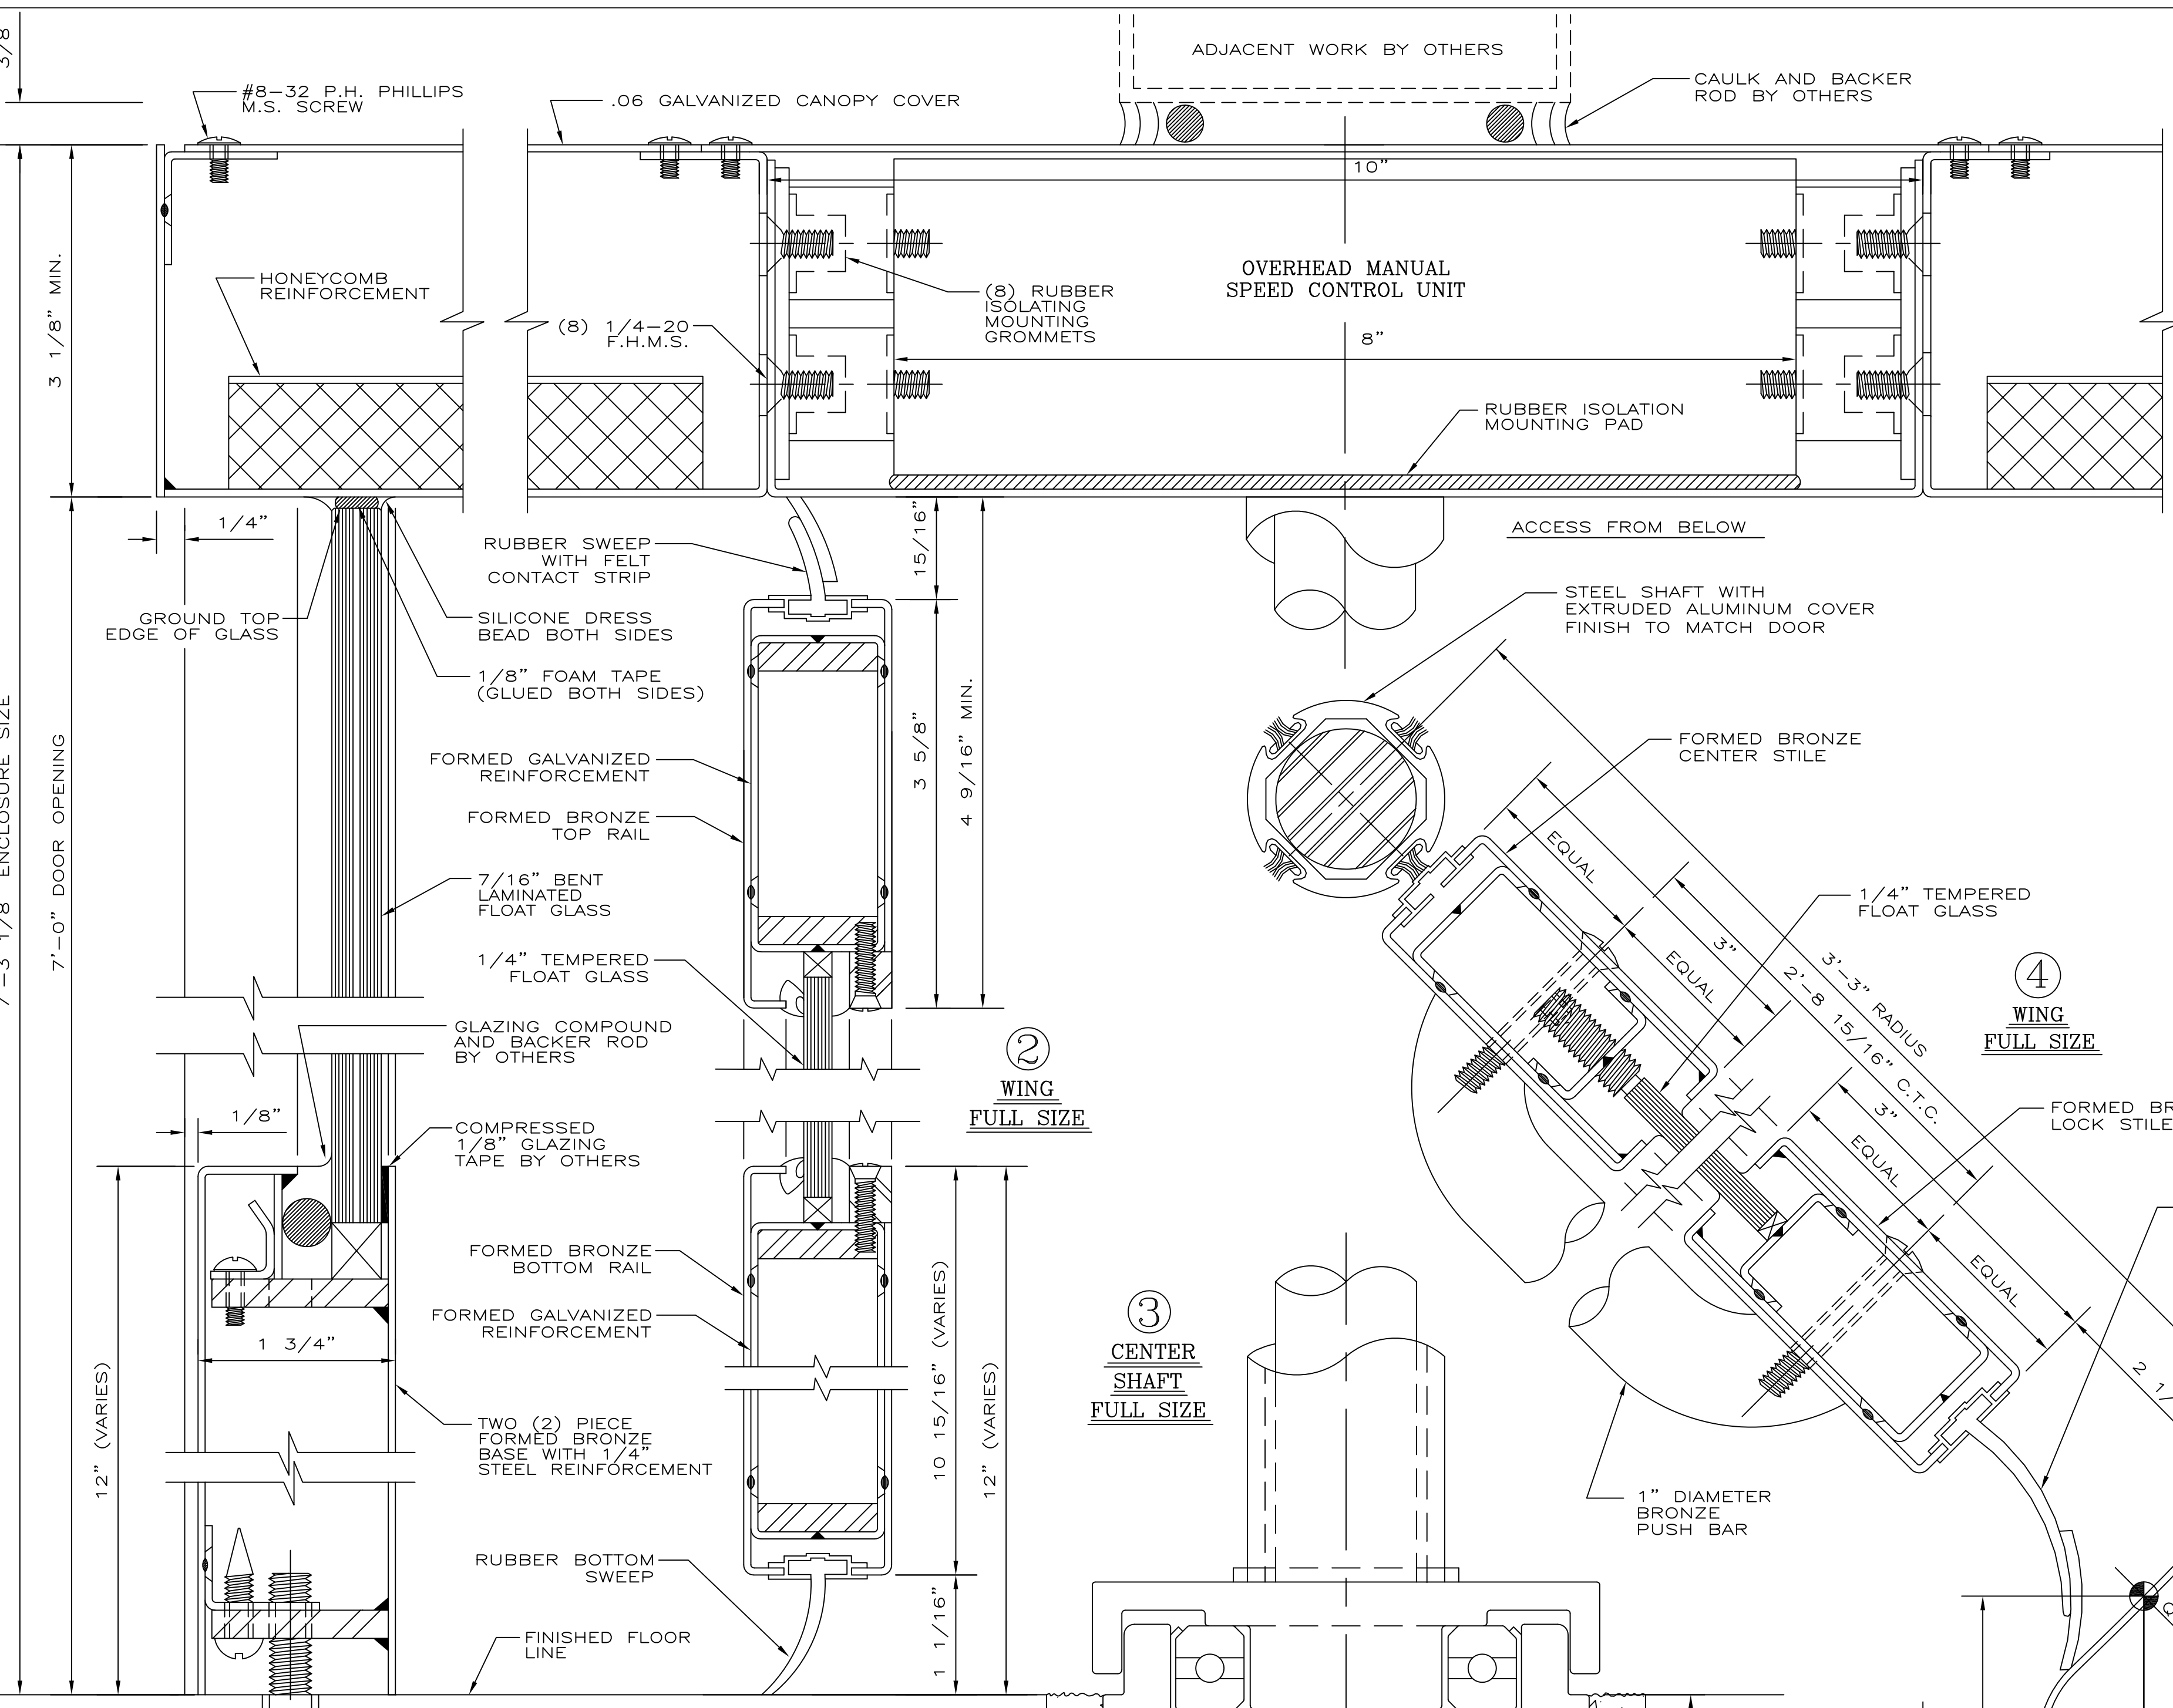 3/8
#8-32 P.H. PHILLIPS
M.S. SCREW
.06 GALVANIZED CANOPY COVER
ADJACENT WORK BY OTHERS
CAULK AND BACKER
ROD BY OTHERS
10"
3 1/8" MIN.
HONEYCOMB
REINFORCEMENT
(8) 1/4-20
F.H.M.S.
(8) RUBBER
ISOLATING
MOUNTING
GROMMETS
OVERHEAD MANUAL
SPEED CONTROL UNIT
8"
RUBBER ISOLATION
MOUNTING PAD
1/4"
RUBBER SWEEP
WITH FELT
CONTACT STRIP
15/16"
ACCESS FROM BELOW
GROUND TOP
EDGE OF GLASS
SILICONE DRESS
BEAD BOTH SIDES
1/8" FOAM TAPE
(GLUED BOTH SIDES)
STEEL SHAFT WITH
EXTRUDED ALUMINUM COVER
FINISH TO MATCH DOOR
7'-3 1/8" ENCLOSURE SIZE
7'-0" DOOR OPENING
FORMED GALVANIZED
REINFORCEMENT
FORMED BRONZE
TOP RAIL
3 5/8"
4 9/16" MIN.
FORMED BRONZE
CENTER STILE
7/16" BENT
LAMINATED
FLOAT GLASS
1/4" TEMPERED
FLOAT GLASS
EQUAL
EQUAL
3"
3'-3" RADIUS
2'-8 15/16" C.T.C.
1/4" TEMPERED
FLOAT GLASS
4
WING
FULL SIZE
GLAZING COMPOUND
AND BACKER ROD
BY OTHERS
2
WING
FULL SIZE
1/8"
COMPRESSED
1/8" GLAZING
TAPE BY OTHERS
3"
EQUAL
EQUAL
FORMED BR
LOCK STILE
FORMED BRONZE
BOTTOM RAIL
FORMED GALVANIZED
REINFORCEMENT
1 3/4"
12" (VARIES)
10 15/16" (VARIES)
12" (VARIES)
3
CENTER
SHAFT
FULL SIZE
2 1/
TWO (2) PIECE
FORMED BRONZE
BASE WITH 1/4"
STEEL REINFORCEMENT
1" DIAMETER
BRONZE
PUSH BAR
RUBBER BOTTOM
SWEEP
1 1/16"
FINISHED FLOOR
LINE